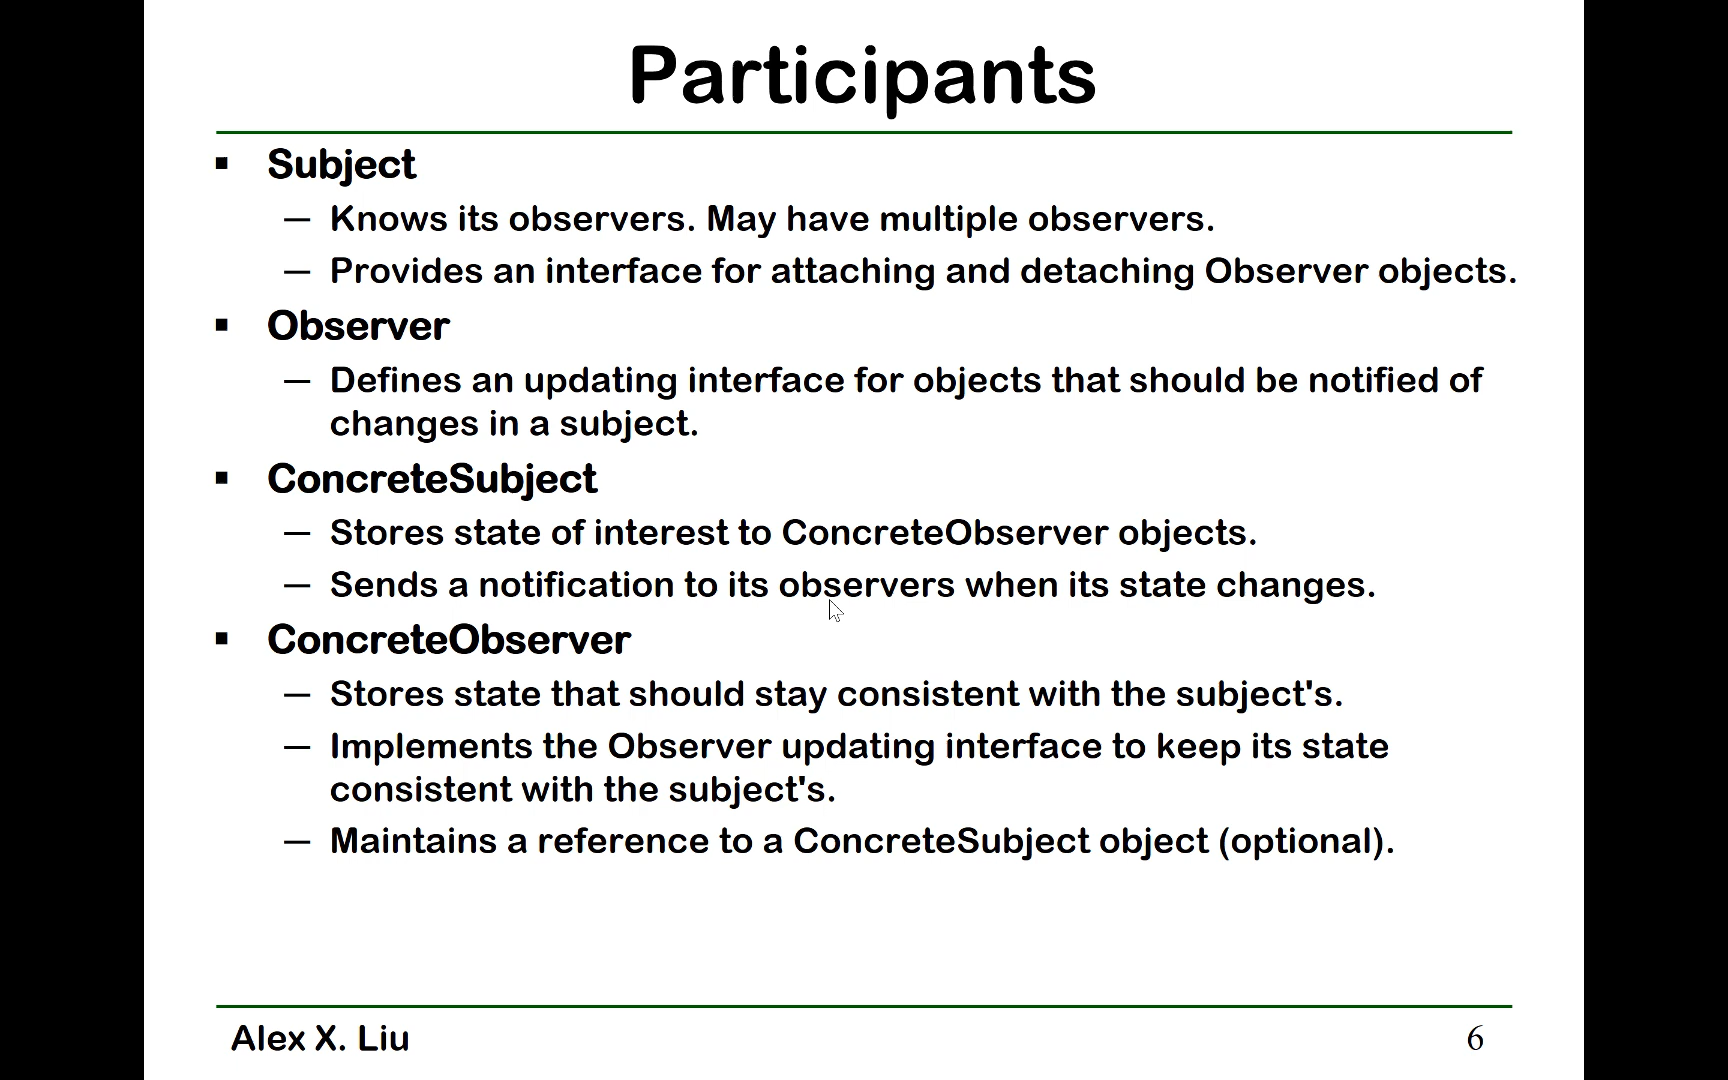 Participants
▪ Subject
— Knows its observers. May have multiple observers.
— Provides an interface for attaching and detaching Observer objects.
▪ Observer
— Defines an updating interface for objects that should be notified of
changes in a subject.
▪ ConcreteSubject
— Stores state of interest to ConcreteObserver objects.
— Sends a notification to its observers when its state changes.
▪ ConcreteObserver
— Stores state that should stay consistent with the subject's.
— Implements the Observer updating interface to keep its state
consistent with the subject's.
— Maintains a reference to a ConcreteSubject object (optional).
Alex X. Liu
6